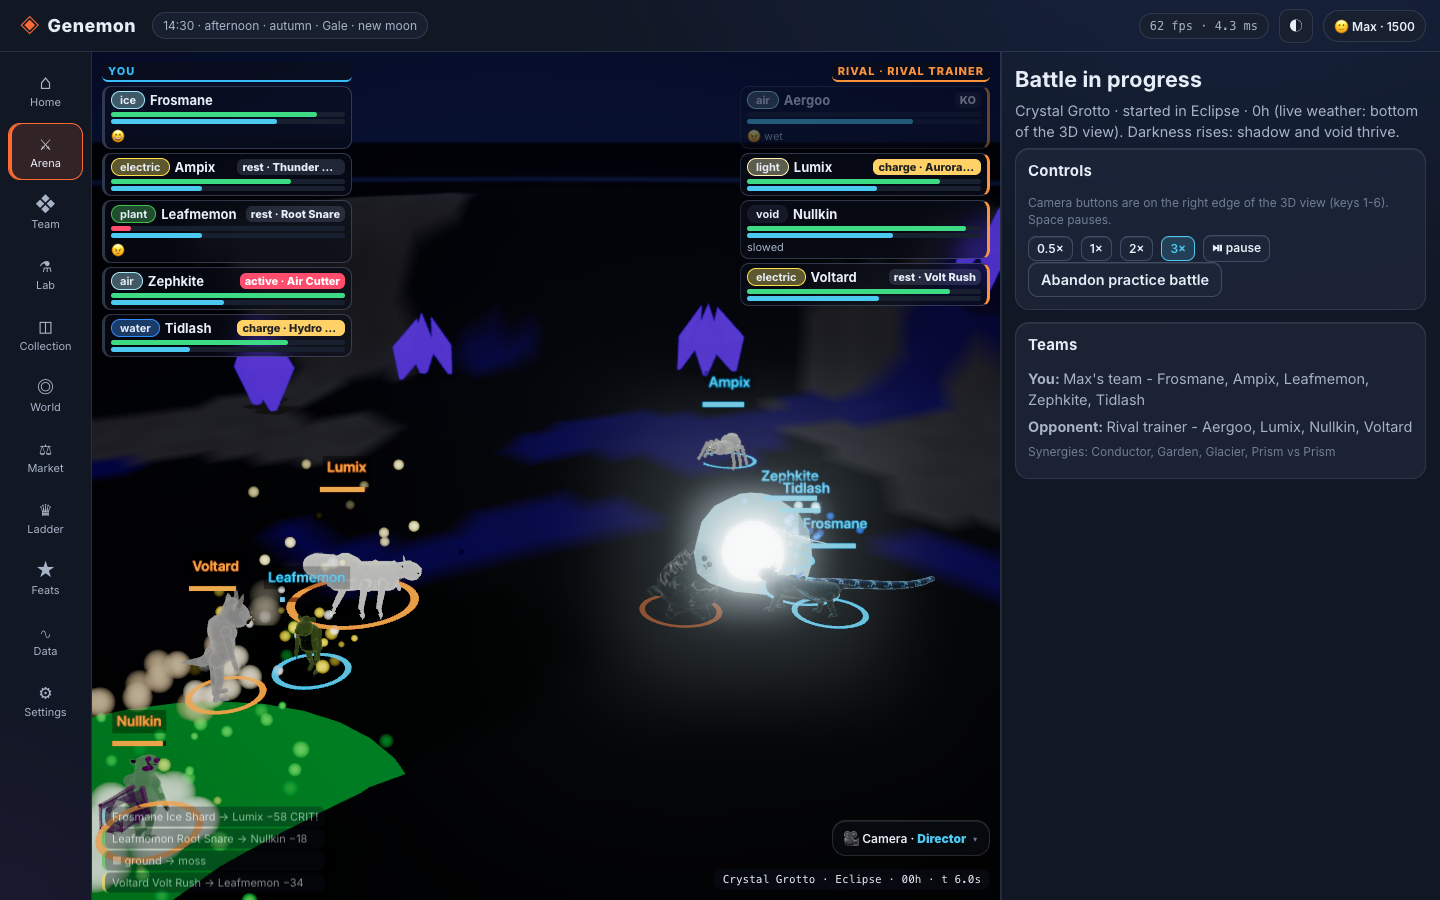 Genemon
14:30 · afternoon · autumn · Gale · new moon
62 fps · 4.3 ms
Max · 1500
Home
Arena
Team
Lab
Collection
World
Market
Ladder
Feats
Data
Settings
YOU
ice Frosmane
electric Ampix rest · Thunder ...
plant Leafmemon rest · Root Snare
air Zephkite active · Air Cutter
water Tidlash charge · Hydro ...
RIVAL · RIVAL TRAINER
air Aergoo KO
wet
light Lumix charge · Aurora...
void Nullkin
slowed
electric Voltard rest · Volt Rush
Ampix
Lumix
Zephkite
Tidlash
Frosmane
Voltard
Leafmemon
Nullkin
Frosmane Ice Shard → Lumix −58 CRIT!
Leafmemon Root Snare → Nullkin −18
ground → moss
Voltard Volt Rush → Leafmemon −34
Camera · Director
Crystal Grotto · Eclipse · 00h · t 6.0s
Battle in progress
Crystal Grotto · started in Eclipse · 0h (live weather: bottom
of the 3D view). Darkness rises: shadow and void thrive.
Controls
Camera buttons are on the right edge of the 3D view (keys 1-6).
Space pauses.
0.5× 1× 2× 3× pause
Abandon practice battle
Teams
You: Max's team - Frosmane, Ampix, Leafmemon,
Zephkite, Tidlash
Opponent: Rival trainer - Aergoo, Lumix, Nullkin, Voltard
Synergies: Conductor, Garden, Glacier, Prism vs Prism